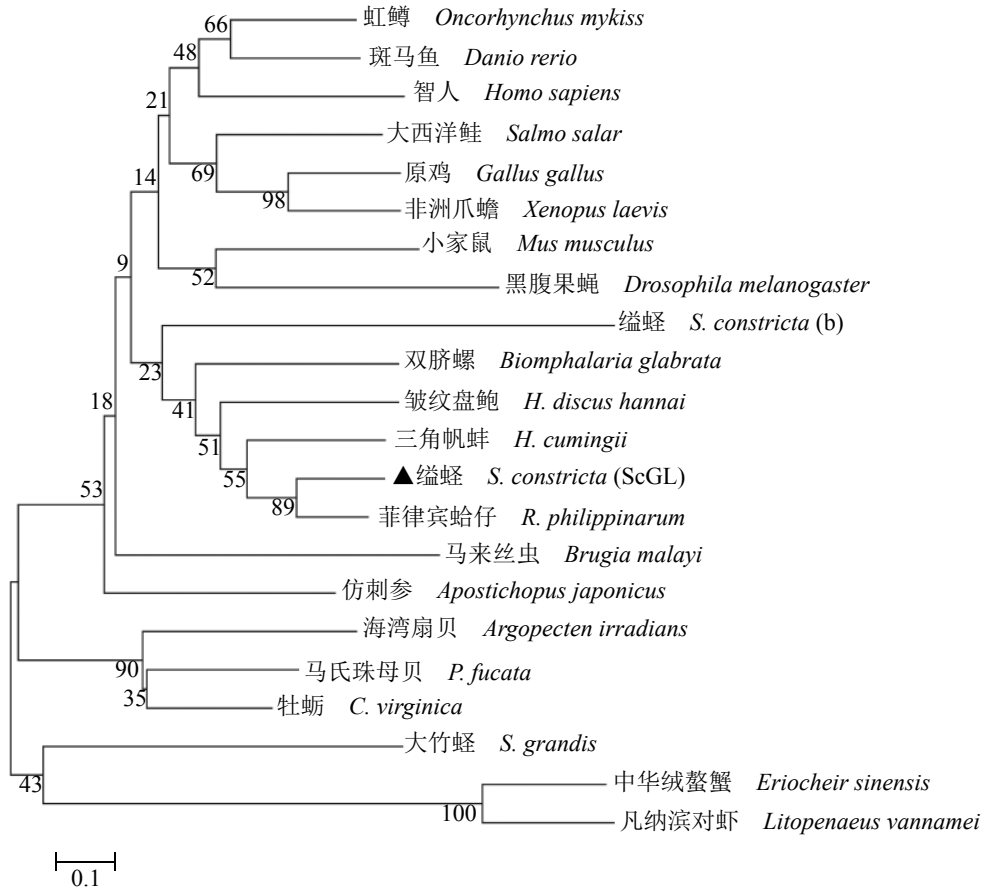 66
虹鳟 Oncorhynchus mykiss
48
斑马鱼 Danio rerio
智人 Homo sapiens
21
大西洋鲑 Salmo salar
69
原鸡 Gallus gallus
14
98
非洲爪蟾 Xenopus laevis
小家鼠 Mus musculus
9
52
黑腹果蝇 Drosophila melanogaster
缢蛏 S. constricta (b)
23
双脐螺 Biomphalaria glabrata
18
41
皱纹盘鲍 H. discus hannai
51
三角帆蚌 H. cumingii
55
▲缢蛏 S. constricta (ScGL)
53
89
菲律宾蛤仔 R. philippinarum
马来丝虫 Brugia malayi
仿刺参 Apostichopus japonicus
海湾扇贝 Argopecten irradians
90
马氏珠母贝 P. fucata
35
牡蛎 C. virginica
大竹蛏 S. grandis
43
中华绒螯蟹 Eriocheir sinensis
100
凡纳滨对虾 Litopenaeus vannamei
0.1